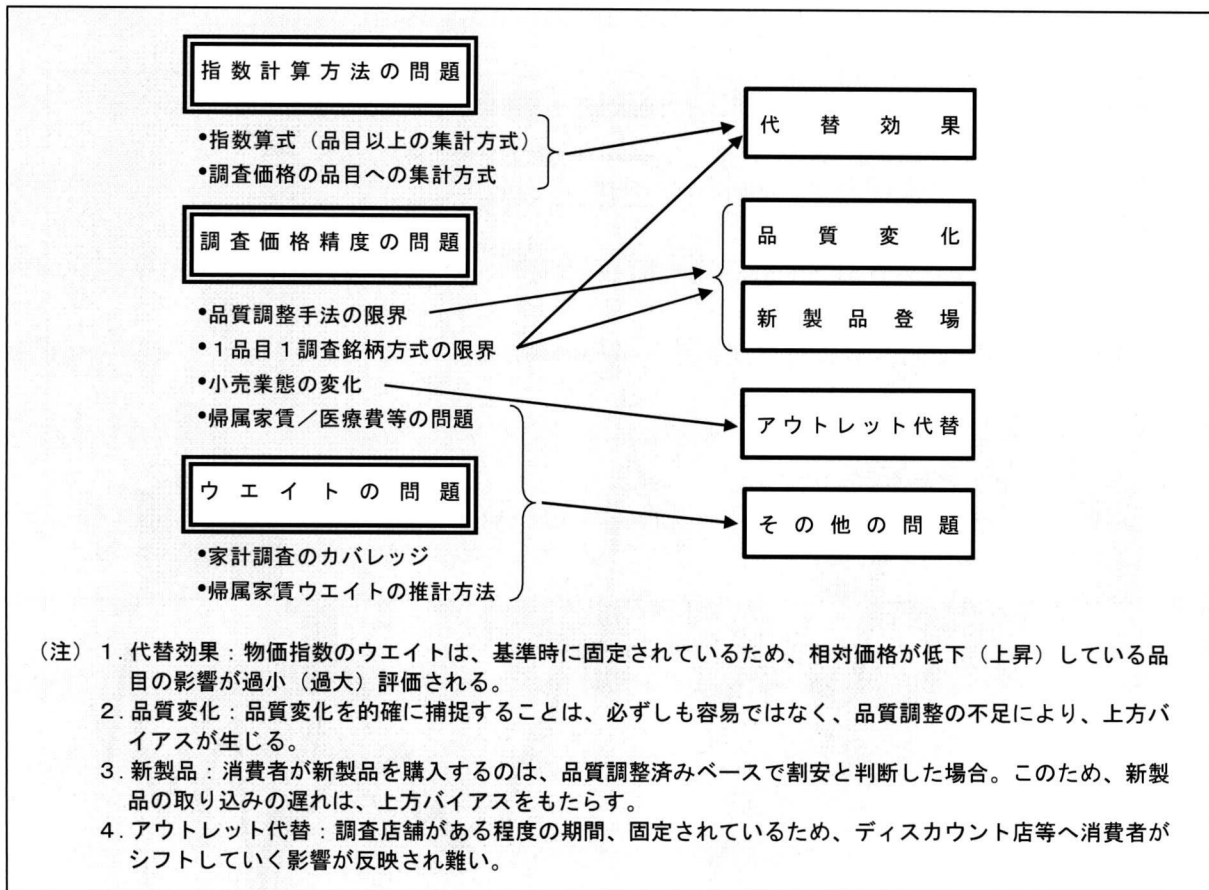 指数計算方法の問題
•指数算式（品目以上の集計方式）
•調査価格の品目への集計方式
調査価格精度の問題
•品質調整手法の限界
•１品目１調査銘柄方式の限界
•小売業態の変化
•帰属家賃／医療費等の問題
ウエイトの問題
•家計調査のカバレッジ
•帰属家賃ウエイトの推計方法
代替効果
品質変化
新製品登場
アウトレット代替
その他の問題
（注）１. 代替効果：物価指数のウエイトは、基準時に固定されているため、相対価格が低下（上昇）している品
目の影響が過小（過大）評価される。
２. 品質変化：品質変化を的確に捕捉することは、必ずしも容易ではなく、品質調整の不足により、上方バ
イアスが生じる。
３. 新製品：消費者が新製品を購入するのは、品質調整済みベースで割安と判断した場合。このため、新製
品の取り込みの遅れは、上方バイアスをもたらす。
４. アウトレット代替：調査店舗がある程度の期間、固定されているため、ディスカウント店等へ消費者が
シフトしていく影響が反映され難い。